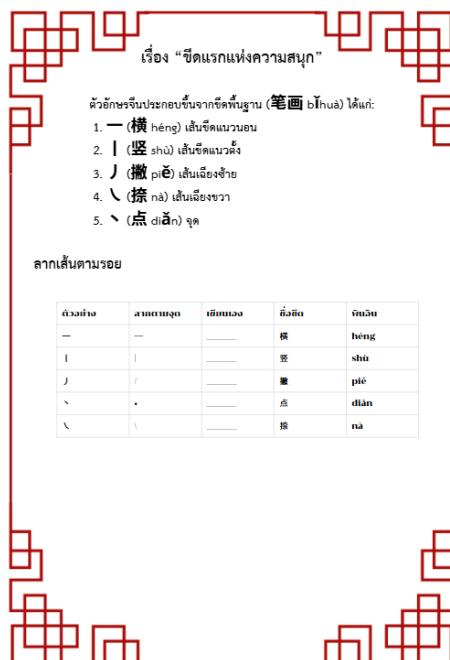 เรื่อง “ขีดแรกแห่งความสนุก”
ตัวอักษรจีนประกอบขึ้นจากขีดพื้นฐาน (笔画 bǐhuà) ได้แก่:
1. 一 (横 héng) เส้นขีดแนวนอน
2. 丨 (竖 shù) เส้นขีดแนวตั้ง
3. 丿 (撇 piě) เส้นเฉียงซ้าย
4. ㇏ (捺 nà) เส้นเฉียงขวา
5. 丶 (点 diǎn) จุด
ลากเส้นตามรอย
ตัวอย่าง ลากตามจุด เขียนเอง ชื่อขีด พินอิน
一 一 ______ 横 héng
丨 | ______ 竖 shù
丿 / ______ 撇 piě
丶 • ______ 点 diǎn
㇏ \ ______ 捺 nà